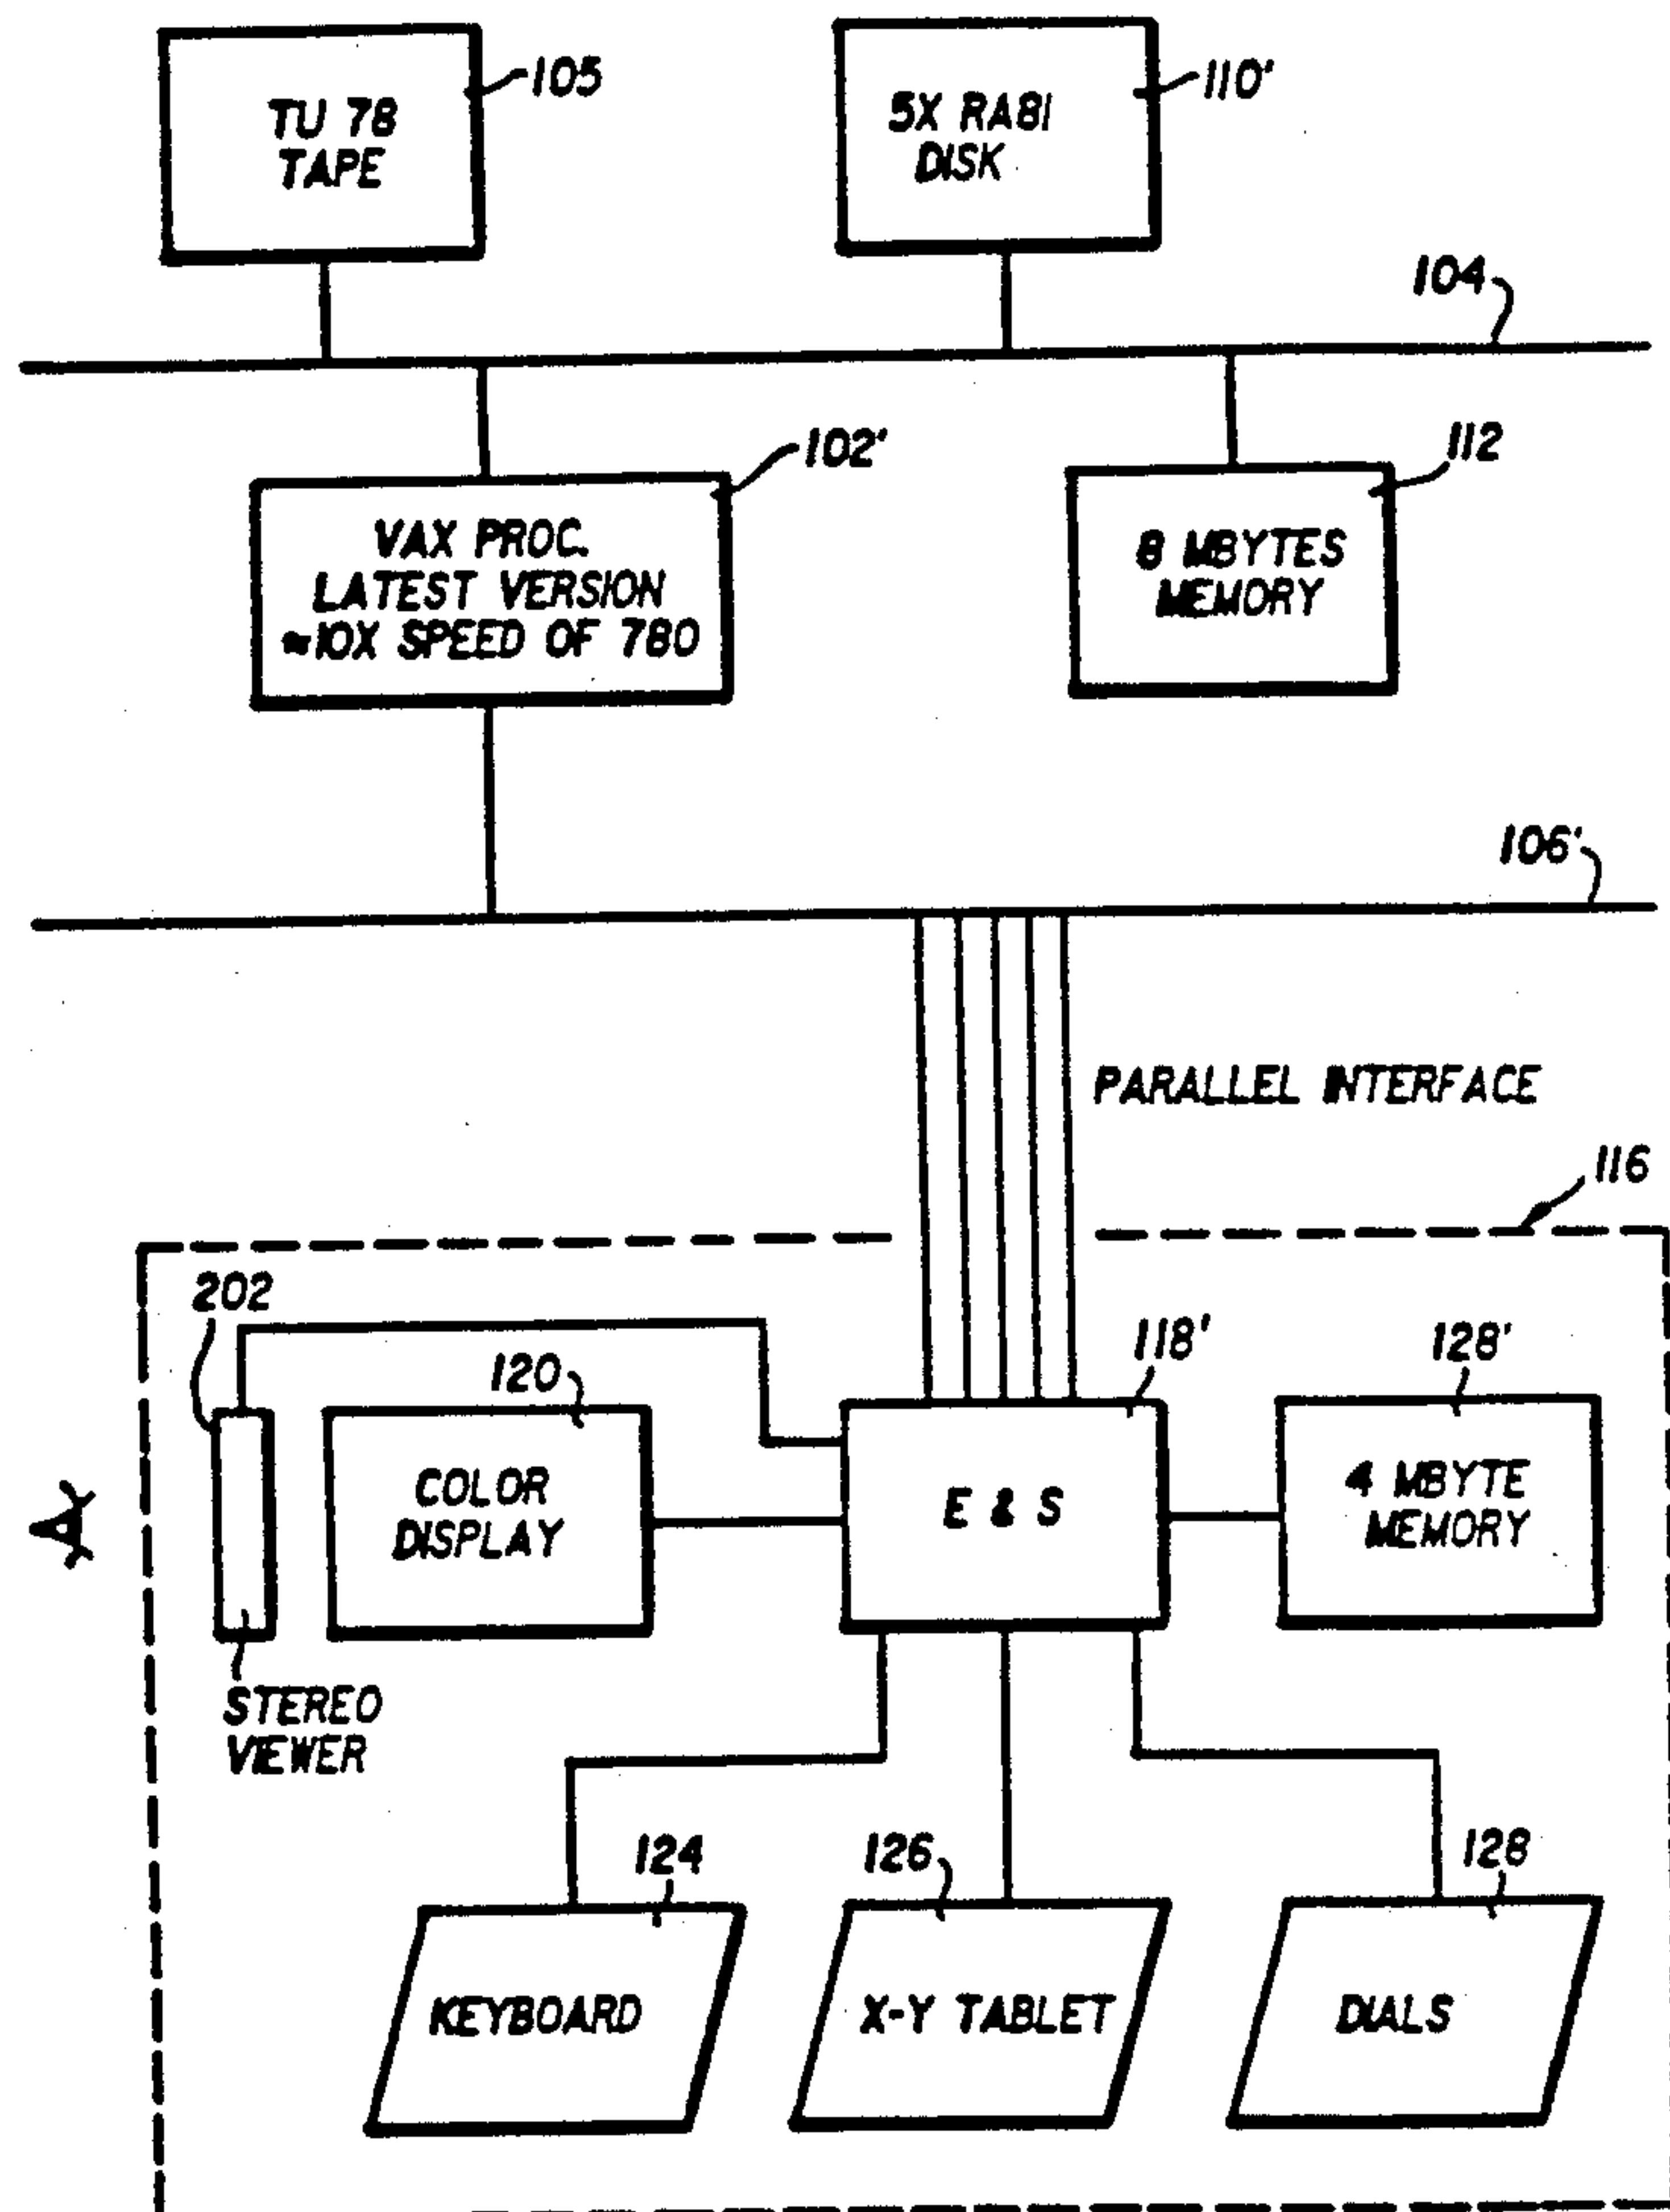 TU 78
TAPE
105
5X RA81
DISK
110'
104
102'
VAX PROC.
LATEST VERSION
≈10X SPEED OF 780
112
8 MBYTES
MEMORY
106'
PARALLEL INTERFACE
116
202
120
COLOR
DISPLAY
118'
E & S
128'
4 MBYTE
MEMORY
STEREO
VIEWER
124
KEYBOARD
126
X-Y TABLET
128
DIALS